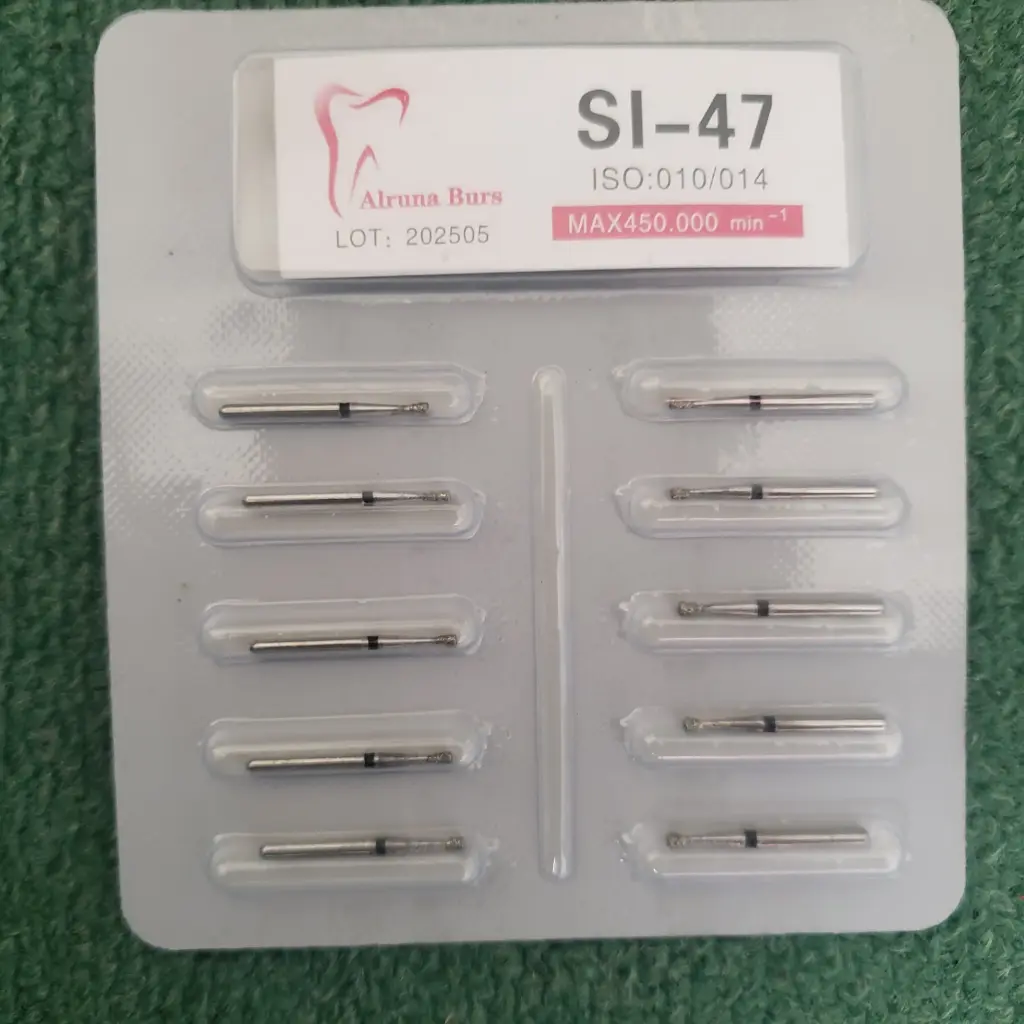 Alruna Burs
LOT: 202505
SI-47
ISO:010/014
MAX450.000 min⁻¹